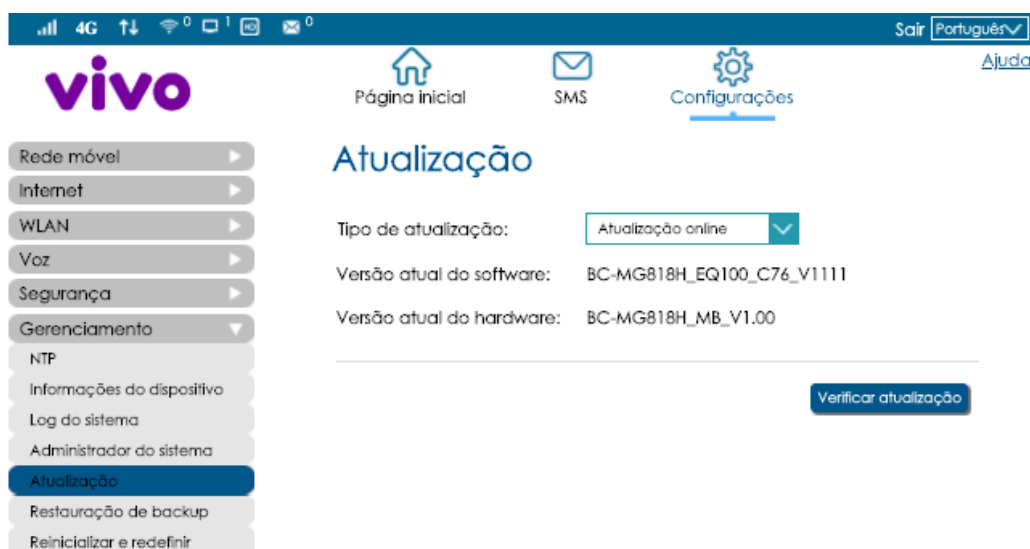 4G 0 1 HD 0 Sair Português
Ajuda
vivo
Página inicial SMS Configurações
Rede móvel
Internet
WLAN
Voz
Segurança
Gerenciamento
NTP
Informações do dispositivo
Log do sistema
Administrador do sistema
Atualização
Restauração de backup
Reinicializar e redefinir
Atualização
Tipo de atualização: Atualização online
Versão atual do software: BC-MG818H_EQ100_C76_V1111
Versão atual do hardware: BC-MG818H_MB_V1.00
Verificar atualização